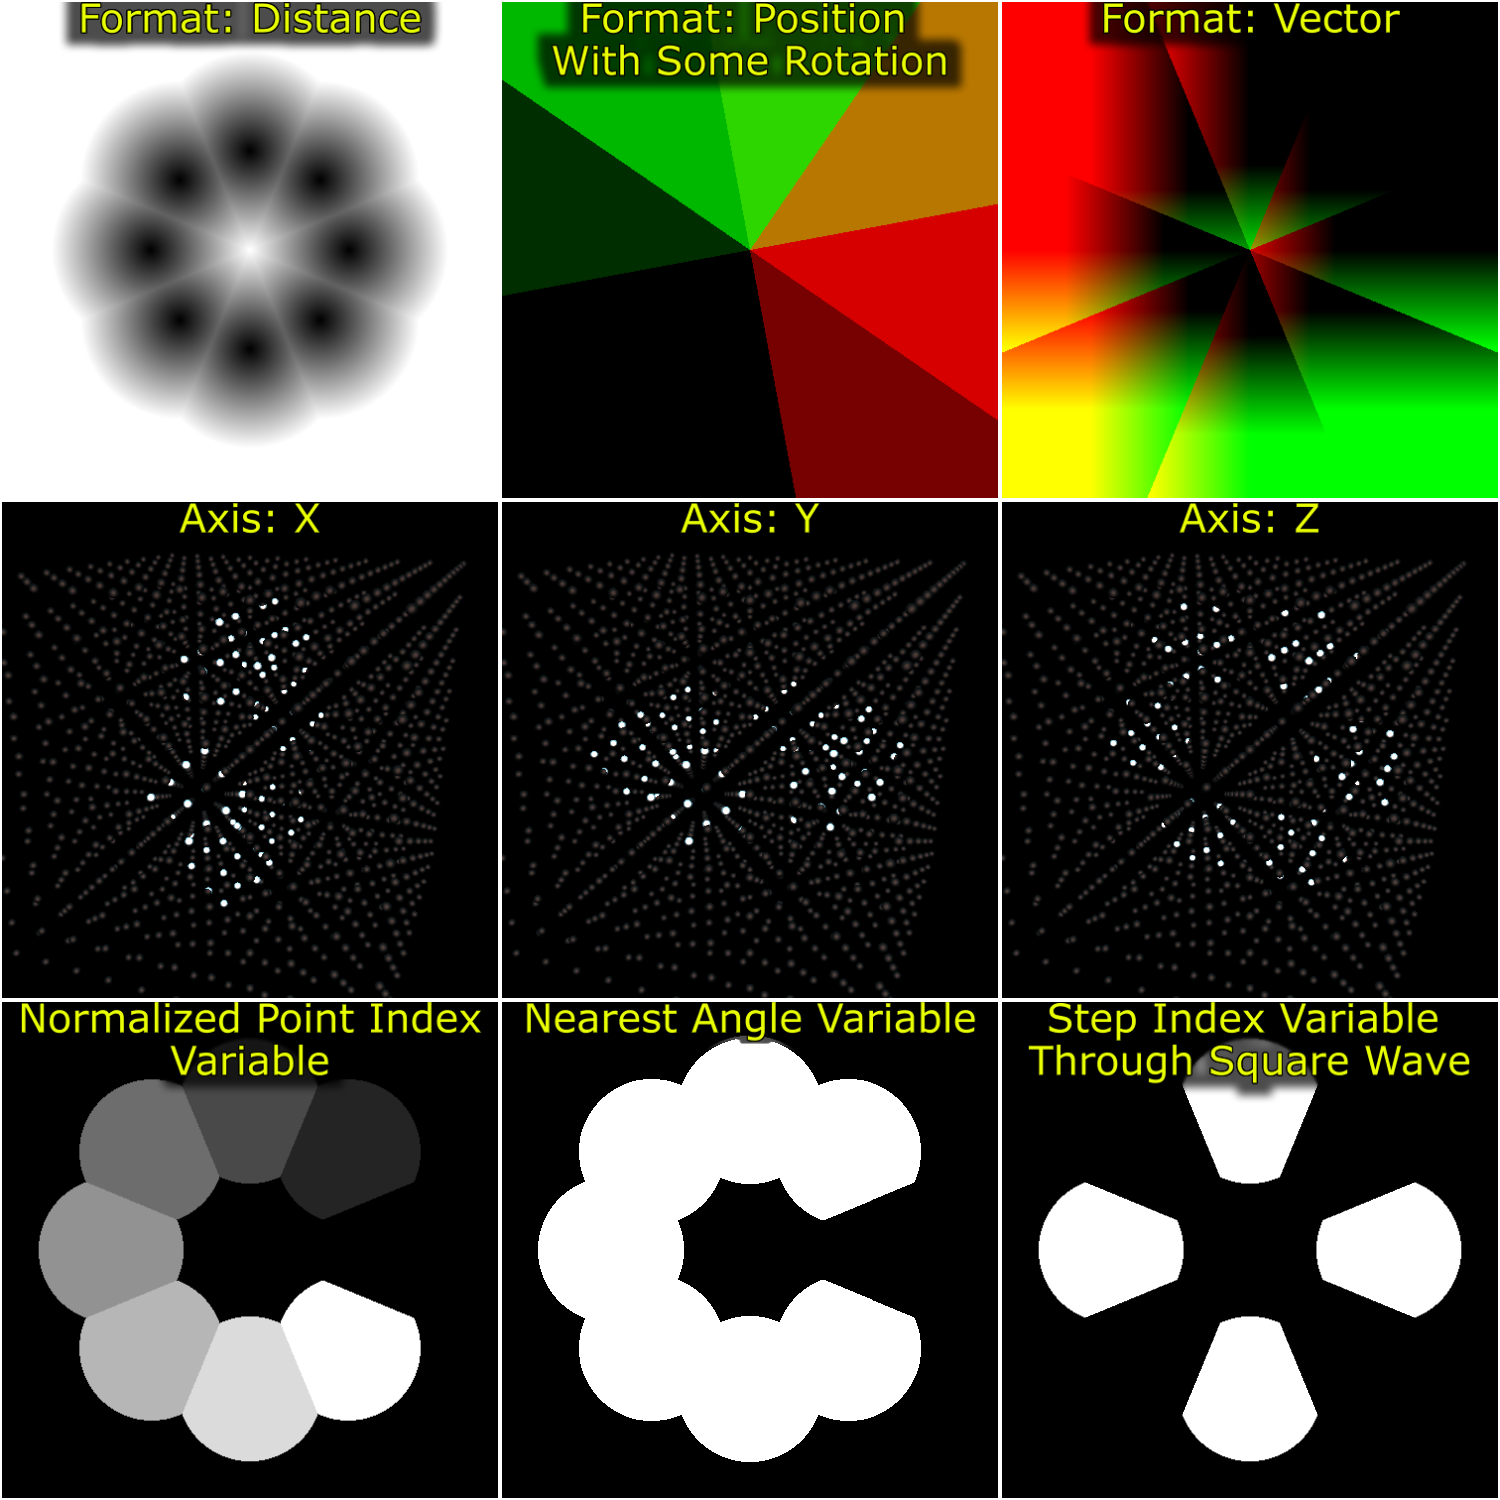 Format: Distance
Format: Position
With Some Rotation
Format: Vector
Axis: X
Axis: Y
Axis: Z
Normalized Point Index
Variable
Nearest Angle Variable
Step Index Variable
Through Square Wave